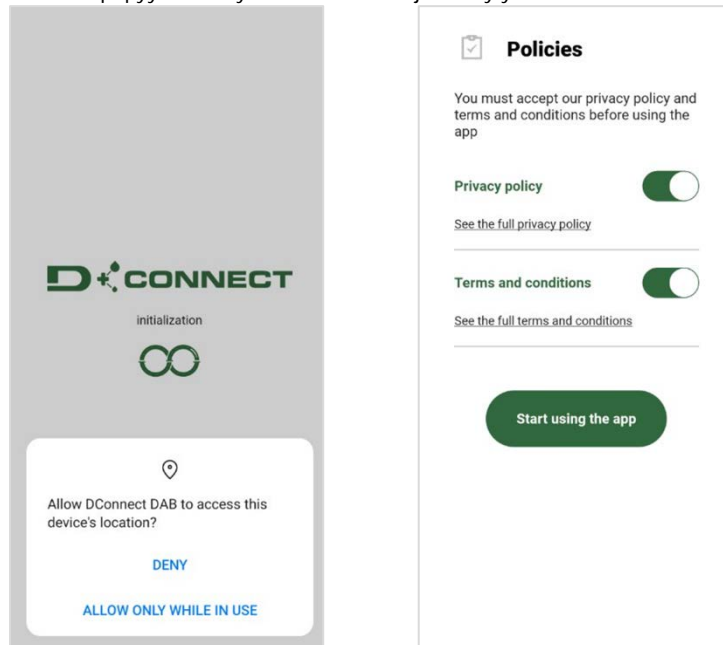 D CONNECT
initialization
Allow DConnect DAB to access this
device's location?
DENY
ALLOW ONLY WHILE IN USE
Policies
You must accept our privacy policy and
terms and conditions before using the
app
Privacy policy
See the full privacy policy
Terms and conditions
See the full terms and conditions
Start using the app